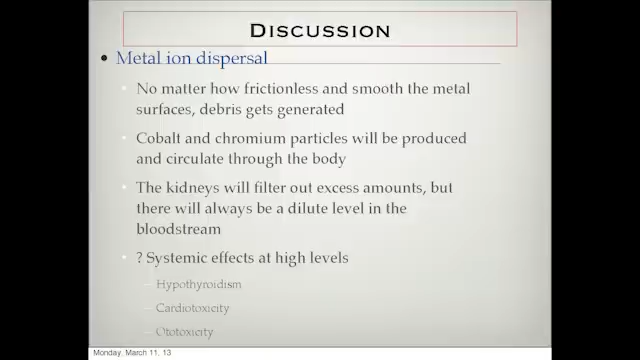 DISCUSSION
• Metal ion dispersal
• No matter how frictionless and smooth the metal
surfaces, debris gets generated
• Cobalt and chromium particles will be produced
and circulate through the body
• The kidneys will filter out excess amounts, but
there will always be a dilute level in the
bloodstream
• ? Systemic effects at high levels
– Hypothyroidism
– Cardiotoxicity
– Ototoxicity
Monday, March 11, 13